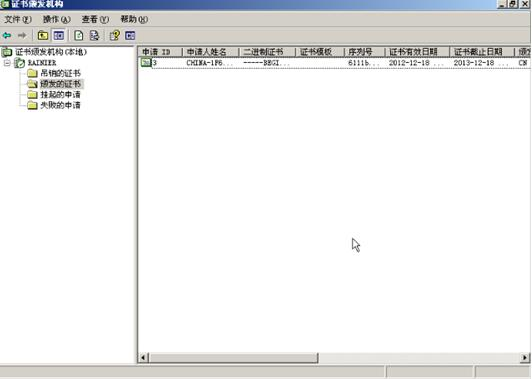 证书颁发机构
文件(F) 操作(A) 查看(V) 帮助(H)
证书颁发机构(本地)
RAINIER
吊销的证书
颁发的证书
挂起的申请
失败的申请
申请 ID 申请人姓名 二进制证书 证书模板 序列号 证书有效日期 证书截止日期
3 CHINA-1F6... -----BEGI... 6111b... 2012-12-18 ... 2013-12-18 ... CN